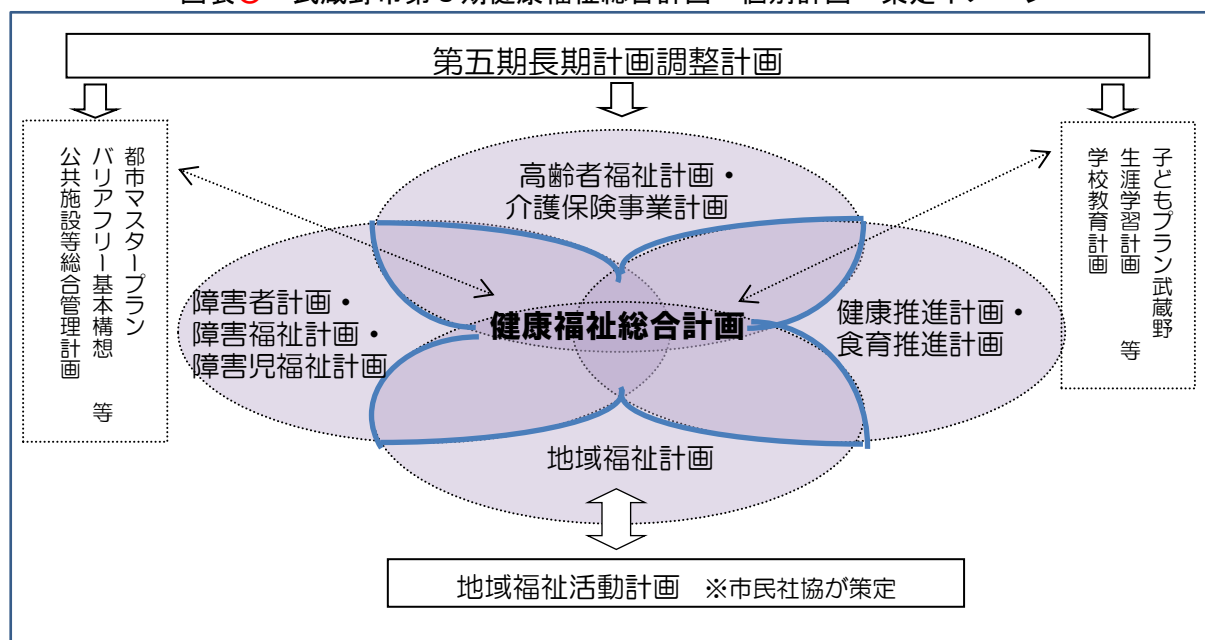 第五期長期計画調整計画
都市マスタープラン
バリアフリー基本構想 等
公共施設等総合管理計画
高齢者福祉計画・
介護保険事業計画
子どもプラン武蔵野
生涯学習計画 等
学校教育計画
障害者計画・
障害福祉計画・
障害児福祉計画
健康福祉総合計画
健康推進計画・
食育推進計画
地域福祉計画
地域福祉活動計画 ※市民社協が策定